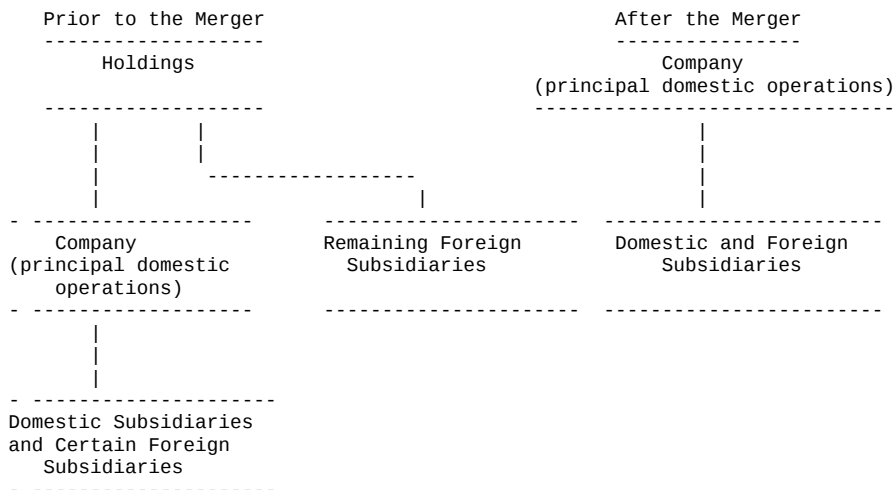 Prior to the Merger After the Merger
------------------- ----------------
Holdings Company
(principal domestic operations)
------------------- -------------------------------
| | |
| | |
| ------------------ |
| | |
- ------------------- ---------------------- ------------------------
Company Remaining Foreign Domestic and Foreign
(principal domestic Subsidiaries Subsidiaries
operations)
- ------------------- ---------------------- ------------------------
|
|
|
- ---------------------
Domestic Subsidiaries
and Certain Foreign
Subsidiaries
- ---------------------